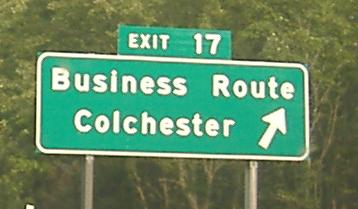 EXIT 17
Business Route
Colchester